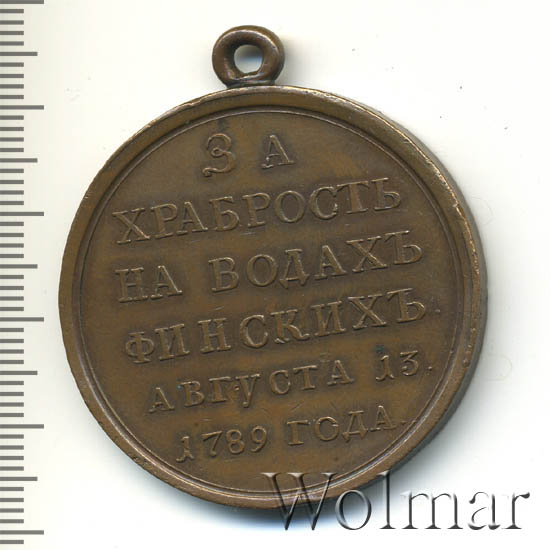 ЗА
ХРАБРОСТЬ
НА ВОДАХЪ
ФИНСКИХЪ.
АВГУСТА 13.
1789 ГОДА.
Wolmar